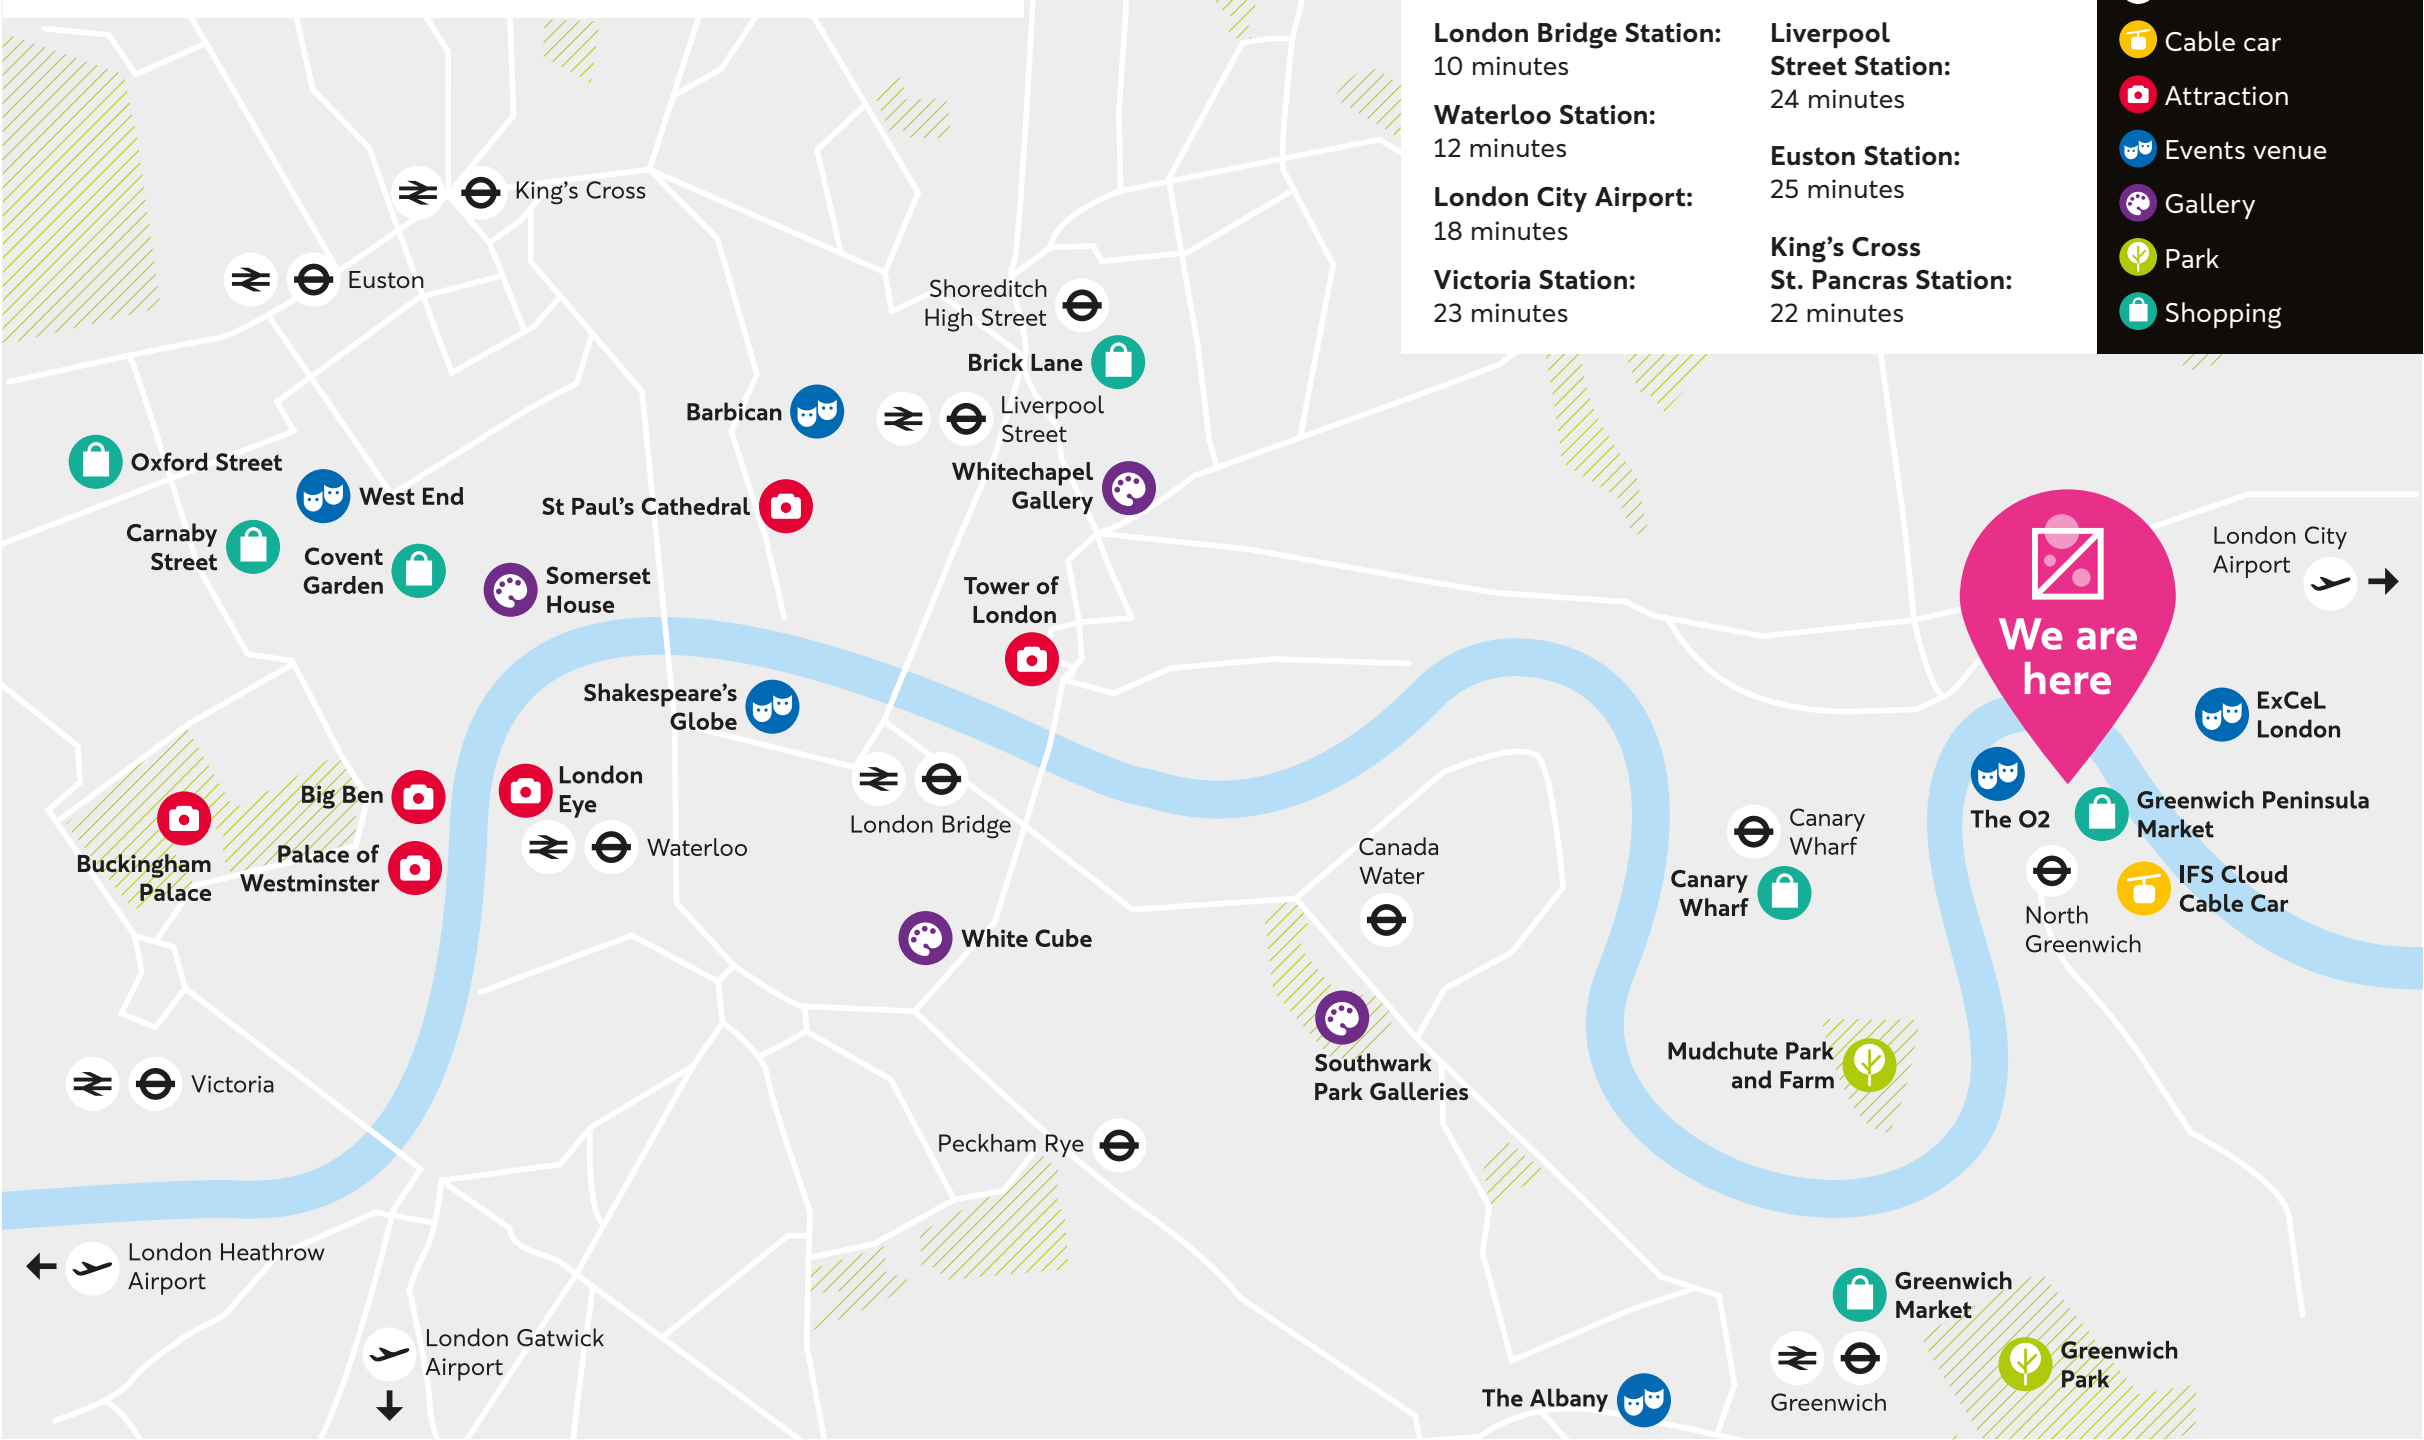 London Bridge Station:
10 minutes
Waterloo Station:
12 minutes
London City Airport:
18 minutes
Victoria Station:
23 minutes
Liverpool
Street Station:
24 minutes
Euston Station:
25 minutes
King's Cross
St. Pancras Station:
22 minutes
Cable car
Attraction
Events venue
Gallery
Park
Shopping
King's Cross
Euston
Shoreditch
High Street
Brick Lane
Barbican
Liverpool
Street
Oxford Street
West End
Whitechapel
Gallery
St Paul's Cathedral
Carnaby
Street
Covent
Garden
Somerset
House
Tower of
London
London City
Airport
We are
here
Shakespeare's
Globe
ExCeL
London
Big Ben
London
Eye
Buckingham
Palace
Palace of
Westminster
Waterloo
London Bridge
Canada
Water
Canary
Wharf
Canary
Wharf
The O2
Greenwich Peninsula
Market
IFS Cloud
Cable Car
North
Greenwich
White Cube
Southwark
Park Galleries
Mudchute Park
and Farm
Victoria
Peckham Rye
London Heathrow
Airport
London Gatwick
Airport
Greenwich
Market
Greenwich
Park
The Albany
Greenwich